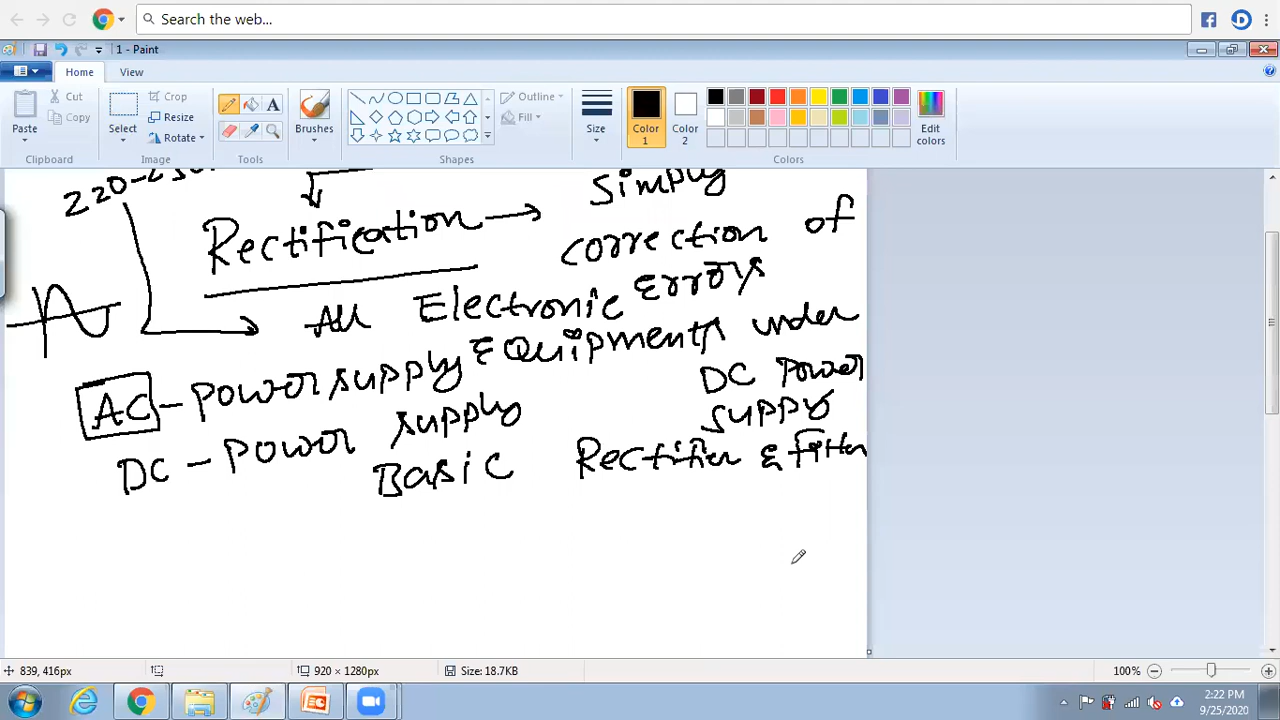 Search the web...
1 - Paint
Home View
Paste
Cut
Copy
Clipboard
Select
Crop
Resize
Rotate
Image
Tools
Brushes
Shapes
Outline
Fill
Size
Color 1
Color 2
Colors
Edit colors
220-230
Simply
Rectification
correction of
Errors
All Electronic
Equipments under
AC - Power supply
DC Power
supply
DC - Power supply
Basic Rectifier & filter
839, 416px
920 × 1280px
Size: 18.7KB
100%
2:22 PM
9/25/2020